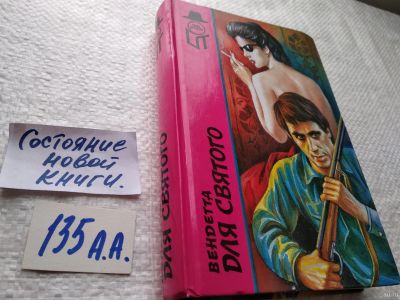 Состояние
новой
книги.
135 А.А.
ВЕНДЕТТА
ДЛЯ СВЯТОГО
ВЕНДЕТТА
ДЛЯ СВЯТОГО